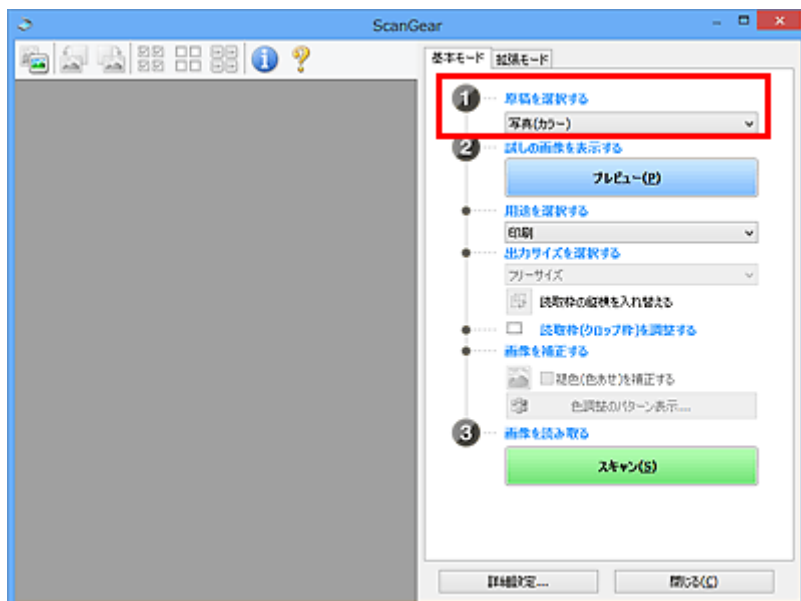 ScanGear
基本モード 拡張モード
1 原稿を選択する
写真(カラー)
2 試しの画像を表示する
プレビュー(P)
用途を選択する
印刷
出力サイズを選択する
フリーサイズ
読取枠の縦横を入れ替える
読取枠(クロップ枠)を調整する
画像を補正する
褪色(色あせ)を補正する
色調整のパターン表示...
3 画像を読み取る
スキャン(S)
詳細設定... 閉じる(C)